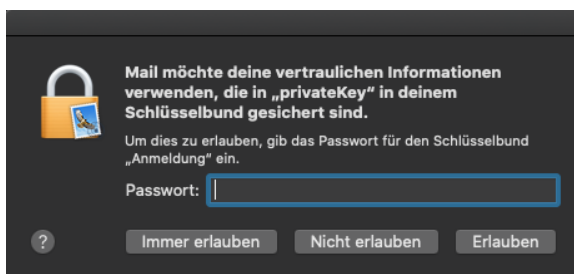 Mail möchte deine vertraulichen Informationen
verwenden, die in „privateKey“ in deinem
Schlüsselbund gesichert sind.
Um dies zu erlauben, gib das Passwort für den Schlüsselbund
„Anmeldung“ ein.
Passwort:
? Immer erlauben Nicht erlauben Erlauben